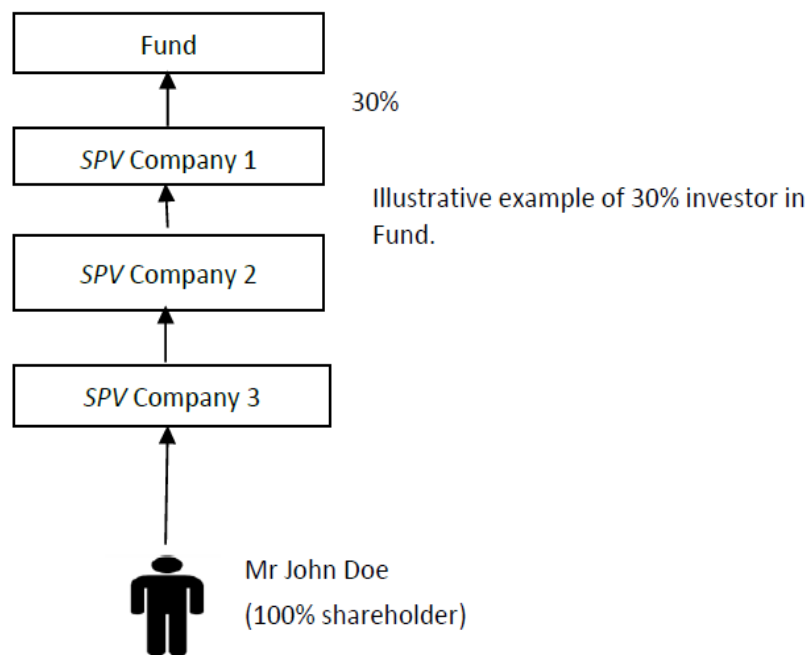 Fund
30%
SPV Company 1
Illustrative example of 30% investor in
Fund.
SPV Company 2
SPV Company 3
Mr John Doe
(100% shareholder)